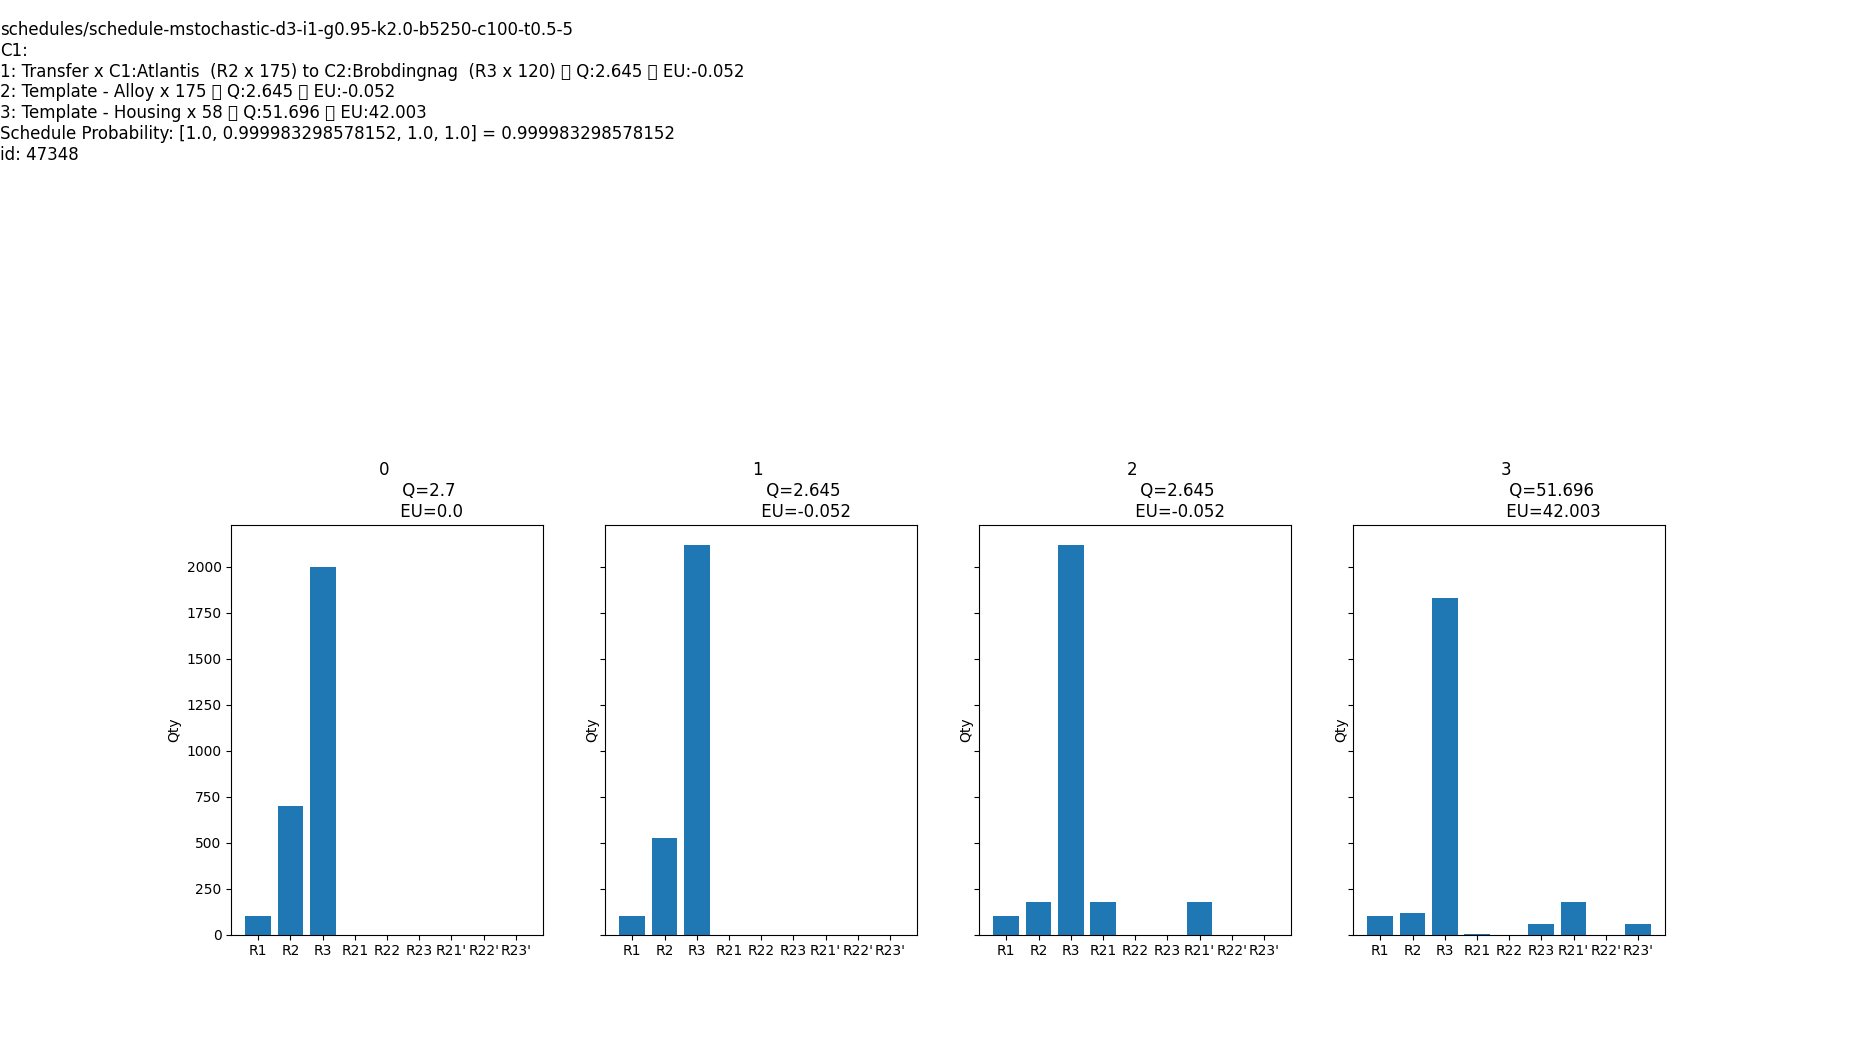 schedules/schedule-mstochastic-d3-i1-g0.95-k2.0-b5250-c100-t0.5-5
C1:
1: Transfer x C1:Atlantis  (R2 x 175) to C2:Brobdingnag  (R3 x 120) ▯ Q:2.645 ▯ EU:-0.052
2: Template - Alloy x 175 ▯ Q:2.645 ▯ EU:-0.052
3: Template - Housing x 58 ▯ Q:51.696 ▯ EU:42.003
Schedule Probability: [1.0, 0.999983298578152, 1.0, 1.0] = 0.999983298578152
id: 47348
0
Q=2.7
EU=0.0
Qty
2000
1750
1500
1250
1000
750
500
250
0
R1 R2 R3 R21 R22 R23 R21' R22' R23'
1
Q=2.645
EU=-0.052
Qty
R1 R2 R3 R21 R22 R23 R21' R22' R23'
2
Q=2.645
EU=-0.052
Qty
R1 R2 R3 R21 R22 R23 R21' R22' R23'
3
Q=51.696
EU=42.003
Qty
R1 R2 R3 R21 R22 R23 R21' R22' R23'